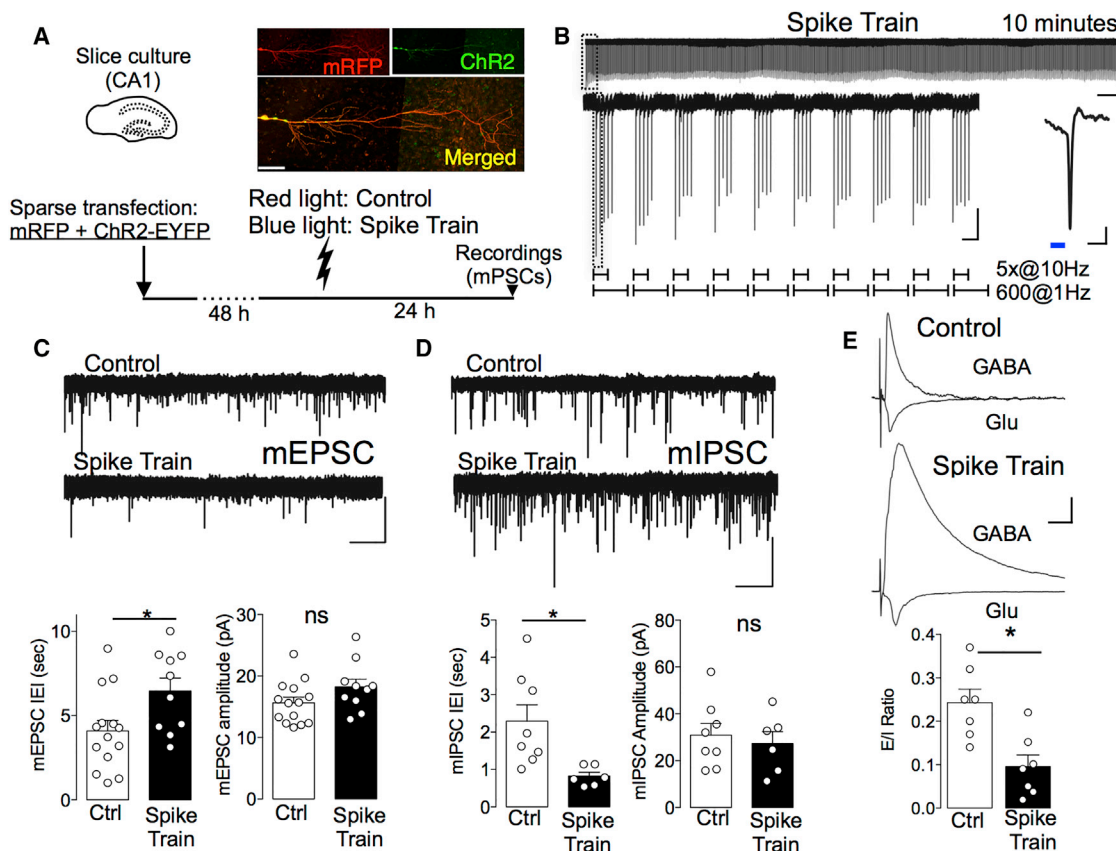 A
Slice culture
(CA1)
mRFP
ChR2
Merged
Sparse transfection:
mRFP + ChR2-EYFP
Red light: Control
Blue light: Spike Train
Recordings
(mPSCs)
48 h
24 h
B
Spike Train
10 minutes
5x@10Hz
600@1Hz
C
Control
Spike Train
mEPSC
mEPSC IEI (sec)
10
5
0
*
Ctrl
Spike
Train
mEPSC amplitude (pA)
30
20
10
0
ns
Ctrl
Spike
Train
D
Control
Spike Train
mIPSC
mIPSC IEI (sec)
5
4
3
2
1
0
*
Ctrl
Spike
Train
mIPSC Amplitude (pA)
80
60
40
20
0
ns
Ctrl
Spike
Train
E
Control
GABA
Glu
Spike Train
GABA
Glu
E/I Ratio
0.4
0.3
0.2
0.1
0.0
*
Ctrl
Spike
Train